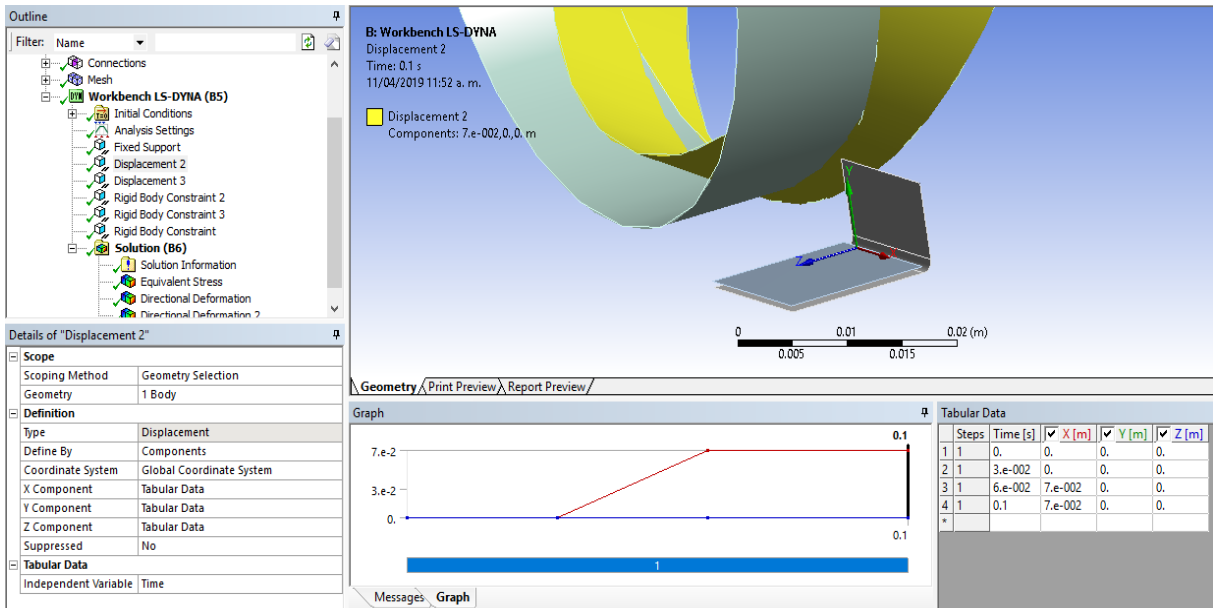 Outline
Filter: Name
Connections
Mesh
Workbench LS-DYNA (B5)
Initial Conditions
Analysis Settings
Fixed Support
Displacement 2
Displacement 3
Rigid Body Constraint 2
Rigid Body Constraint 3
Rigid Body Constraint
Solution (B6)
Solution Information
Equivalent Stress
Directional Deformation
Directional Deformation 2
Details of "Displacement 2"
Scope
Scoping Method Geometry Selection
Geometry 1 Body
Definition
Type Displacement
Define By Components
Coordinate System Global Coordinate System
X Component Tabular Data
Y Component Tabular Data
Z Component Tabular Data
Suppressed No
Tabular Data
Independent Variable Time
B: Workbench LS-DYNA
Displacement 2
Time: 0.1 s
11/04/2019 11:52 a. m.
Displacement 2
Components: 7.e-002,0.,0. m
Y
Z
X
0 0.01 0.02 (m)
0.005 0.015
Geometry Print Preview Report Preview
Graph
0.1
7.e-2
3.e-2
0.
0.1
1
Messages Graph
Tabular Data
Steps Time [s] X [m] Y [m] Z [m]
1 1 0. 0. 0. 0.
2 1 3.e-002 0. 0. 0.
3 1 6.e-002 7.e-002 0. 0.
4 1 0.1 7.e-002 0. 0.
*